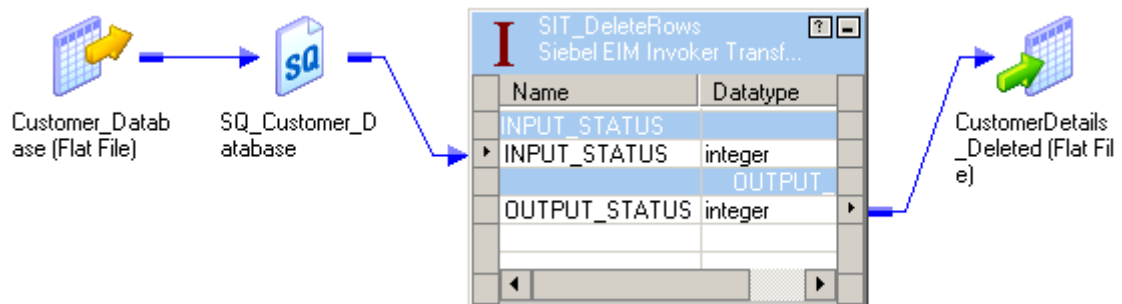 SIT_DeleteRows
Siebel EIM Invoker Transf...
?
I
SQ
Customer_Datab
ase (Flat File)
SQ_Customer_D
atabase
Name Datatype
INPUT_STATUS
INPUT_STATUS integer
OUTPUT_
OUTPUT_STATUS integer
CustomerDetails
_Deleted (Flat Fil
e)